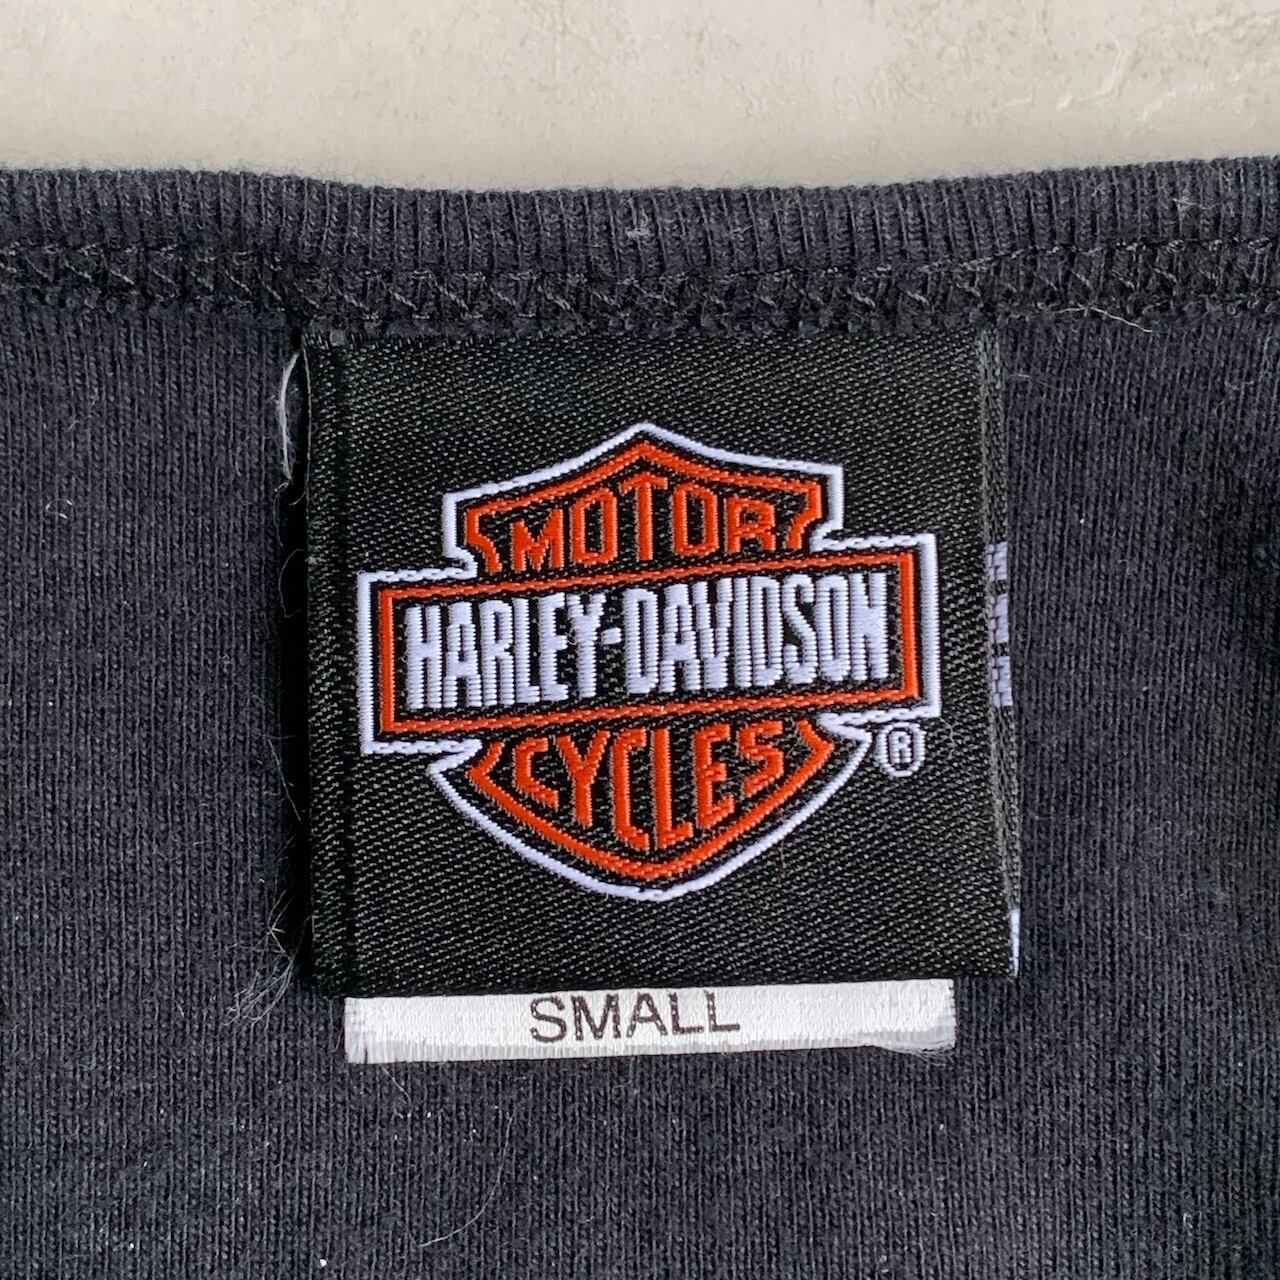 MOTOR
HARLEY-DAVIDSON
CYCLES
®
SMALL